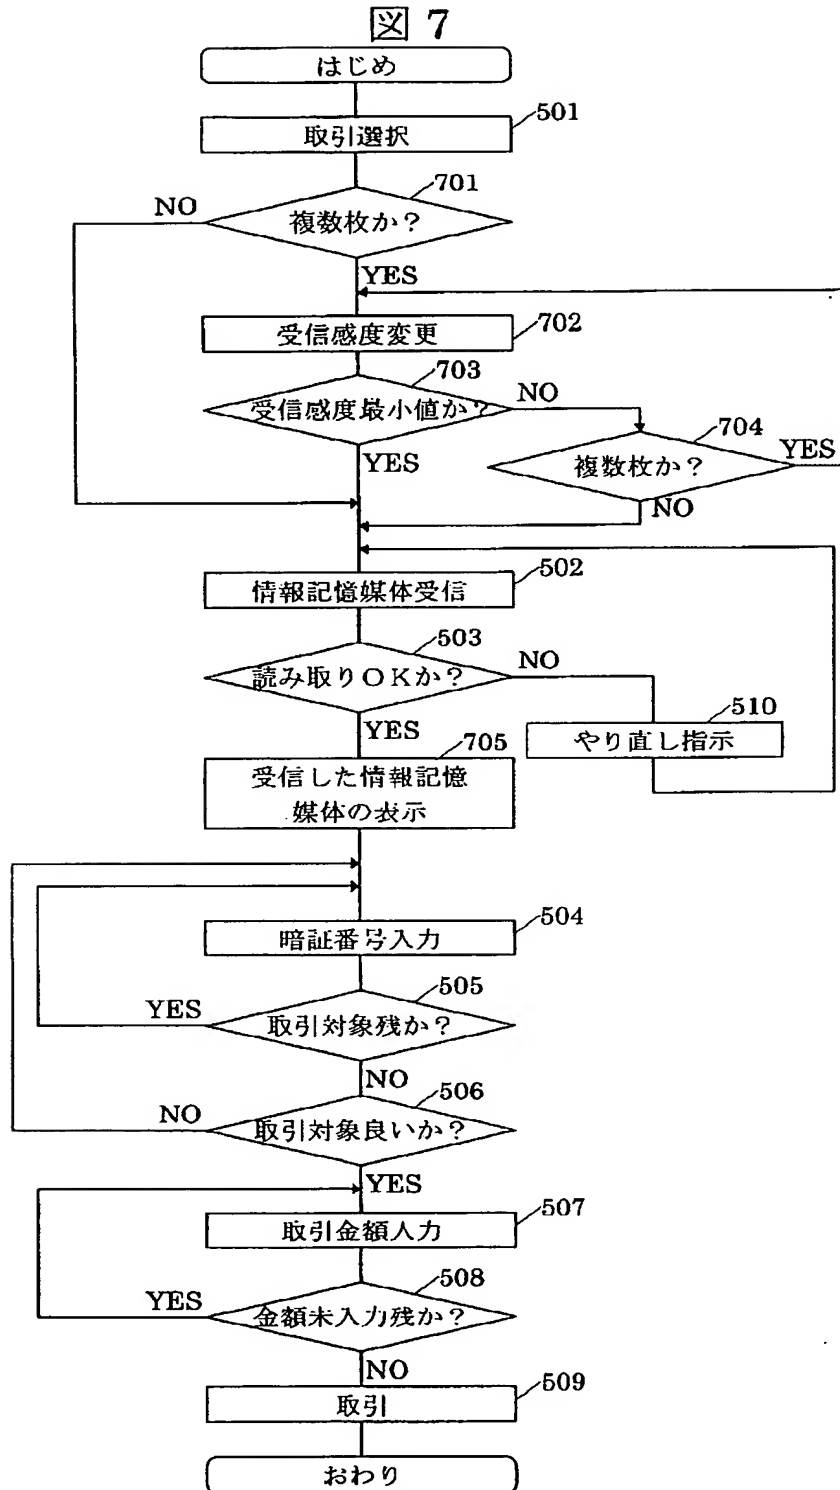 図 7
はじめ
取引選択
501
701
NO
複数枚か？
YES
受信感度変更
702
703
受信感度最小値か？
NO
YES
704
複数枚か？
YES
NO
情報記憶媒体受信
502
503
読み取りOKか？
NO
YES
510
やり直し指示
705
受信した情報記憶
媒体の表示
暗証番号入力
504
505
YES
取引対象残か？
NO
506
NO
取引対象良いか？
YES
取引金額人力
507
508
YES
金額未入力残か？
NO
取引
509
おわり